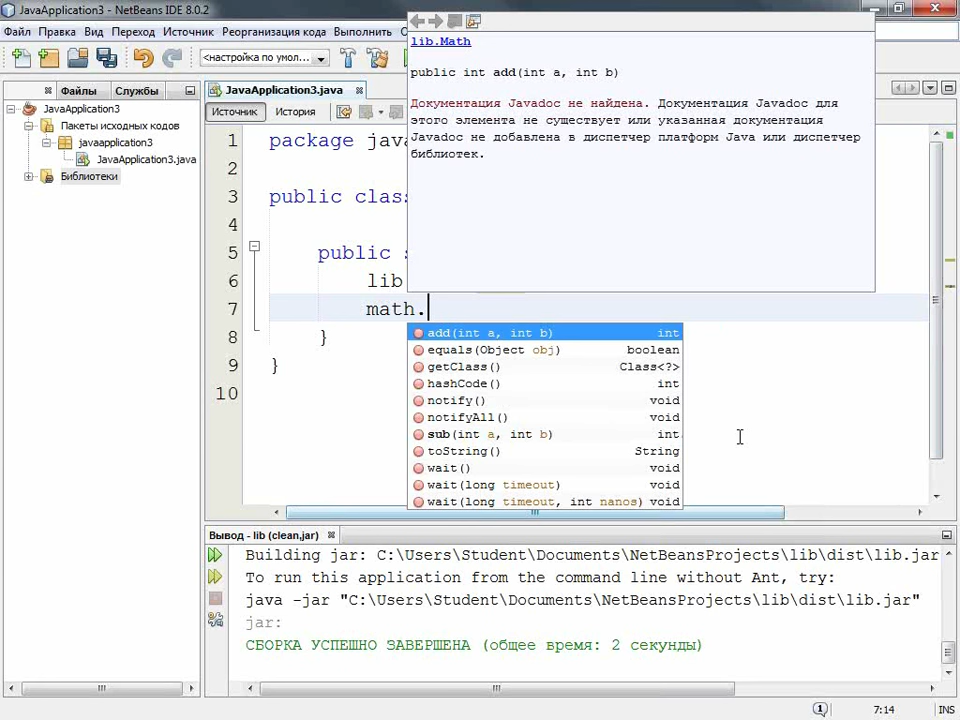 JavaApplication3 - NetBeans IDE 8.0.2
Файл Правка Вид Переход Источник Реорганизация кода Выполнить О
<настройка по умол...
Файлы Службы
JavaApplication3
Пакеты исходных кодов
javaapplication3
JavaApplication3.java
Библиотеки
JavaApplication3.java
Источник История
1 package java
2
3 public clas
4
5 public s
6 lib
7 math.
8 }
9 }
10
lib.Math
public int add(int a, int b)
Документация Javadoc не найдена. Документация Javadoc для
этого элемента не существует или указанная документация
Javadoc не добавлена в диспетчер платформ Java или диспетчер
библиотек.
add(int a, int b) int
equals(Object obj) boolean
getClass() Class<?>
hashCode() int
notify() void
notifyAll() void
sub(int a, int b) int
toString() String
wait() void
wait(long timeout) void
wait(long timeout, int nanos) void
Вывод - lib (clean,jar)
Building jar: C:\Users\Student\Documents\NetBeansProjects\lib\dist\lib.jar
To run this application from the command line without Ant, try:
java -jar "C:\Users\Student\Documents\NetBeansProjects\lib\dist\lib.jar"
jar:
СБОРКА УСПЕШНО ЗАВЕРШЕНА (общее время: 2 секунды)
1 7:14 INS